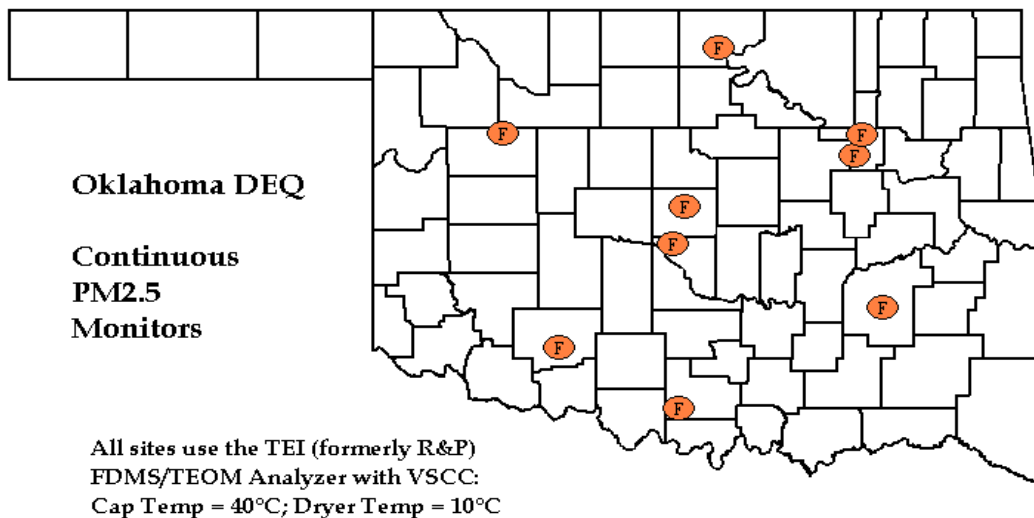 F
F
F
F
Oklahoma DEQ
F
F
Continuous
PM2.5
F
Monitors
F
F
All sites use the TEI (formerly R&P)
FDMS/TEOM Analyzer with VSCC:
Cap Temp = 40°C; Dryer Temp = 10°C